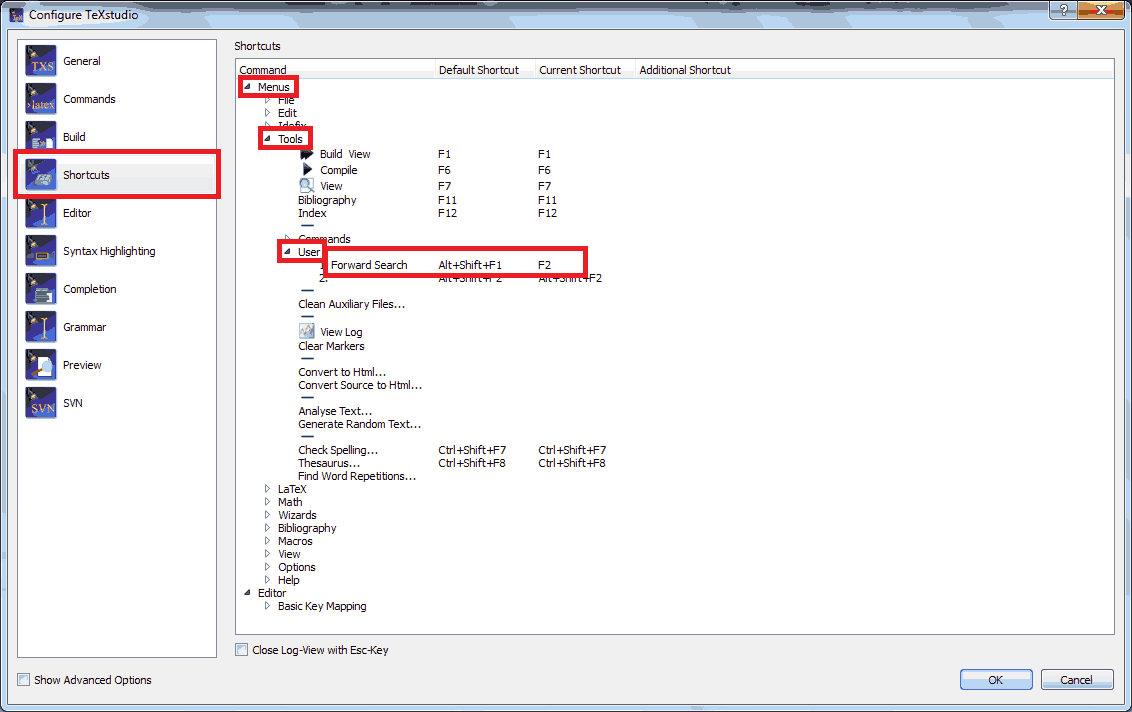 Configure TeXstudio
General
Commands
Build
Shortcuts
Editor
Syntax Highlighting
Completion
Grammar
Preview
SVN
Show Advanced Options
Shortcuts
Command Default Shortcut Current Shortcut Additional Shortcut
Menus
File
Edit
Idefix
Tools
Build View F1 F1
Compile F6 F6
View F7 F7
Bibliography F11 F11
Index F12 F12
Commands
User
1 Forward Search Alt+Shift+F1 F2
2. Alt+Shift+F2 Alt+Shift+F2
Clean Auxiliary Files...
View Log
Clear Markers
Convert to Html...
Convert Source to Html...
Analyse Text...
Generate Random Text...
Check Spelling... Ctrl+Shift+F7 Ctrl+Shift+F7
Thesaurus... Ctrl+Shift+F8 Ctrl+Shift+F8
Find Word Repetitions...
LaTeX
Math
Wizards
Bibliography
Macros
View
Options
Help
Editor
Basic Key Mapping
Close Log-View with Esc-Key
OK Cancel